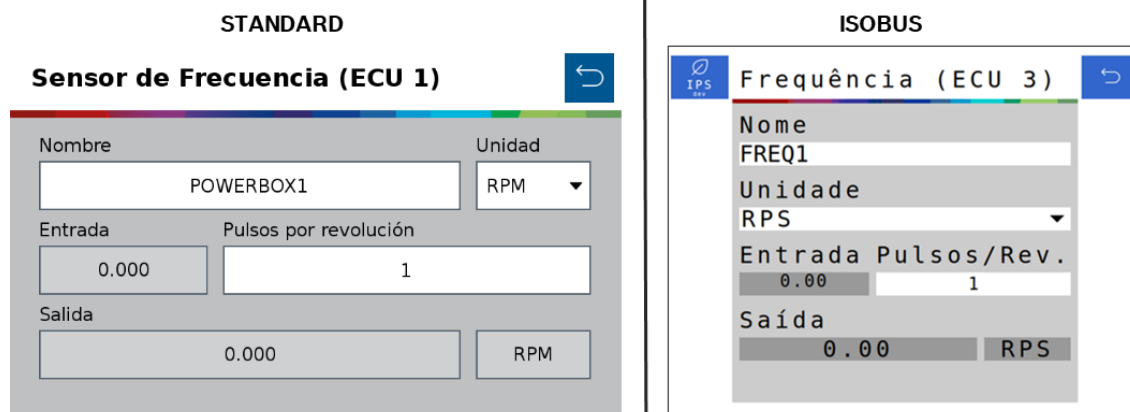 STANDARD
Sensor de Frecuencia (ECU 1)
Nombre Unidad
POWERBOX1 RPM
Entrada Pulsos por revolución
0.000 1
Salida
0.000 RPM
ISOBUS
IPS
dev
Frequência (ECU 3)
Nome
FREQ1
Unidade
RPS
Entrada Pulsos/Rev.
0.00 1
Saída
0.00 RPS